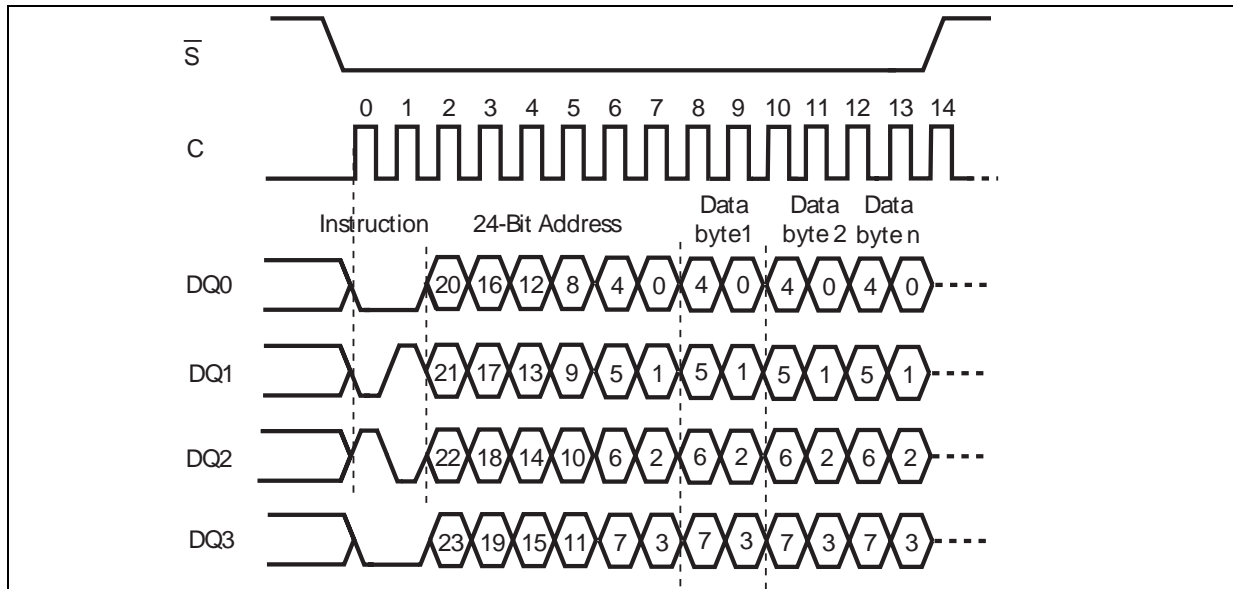 S
0 1 2 3 4 5 6 7 8 9 10 11 12 13 14
C
Instruction 24-Bit Address Data byte1 Data byte 2 Data byte n
DQ0 20 16 12 8 4 0 4 0 4 0 4 0
DQ1 21 17 13 9 5 1 5 1 5 1 5 1
DQ2 22 18 14 10 6 2 6 2 6 2 6 2
DQ3 23 19 15 11 7 3 7 3 7 3 7 3